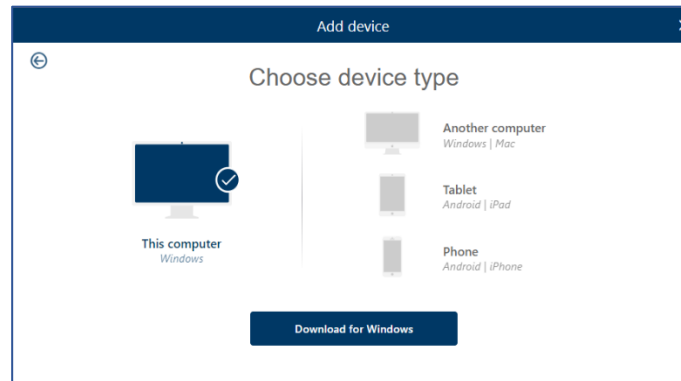 Add device
Choose device type
This computer
Windows
Another computer
Windows | Mac
Tablet
Android | iPad
Phone
Android | iPhone
Download for Windows